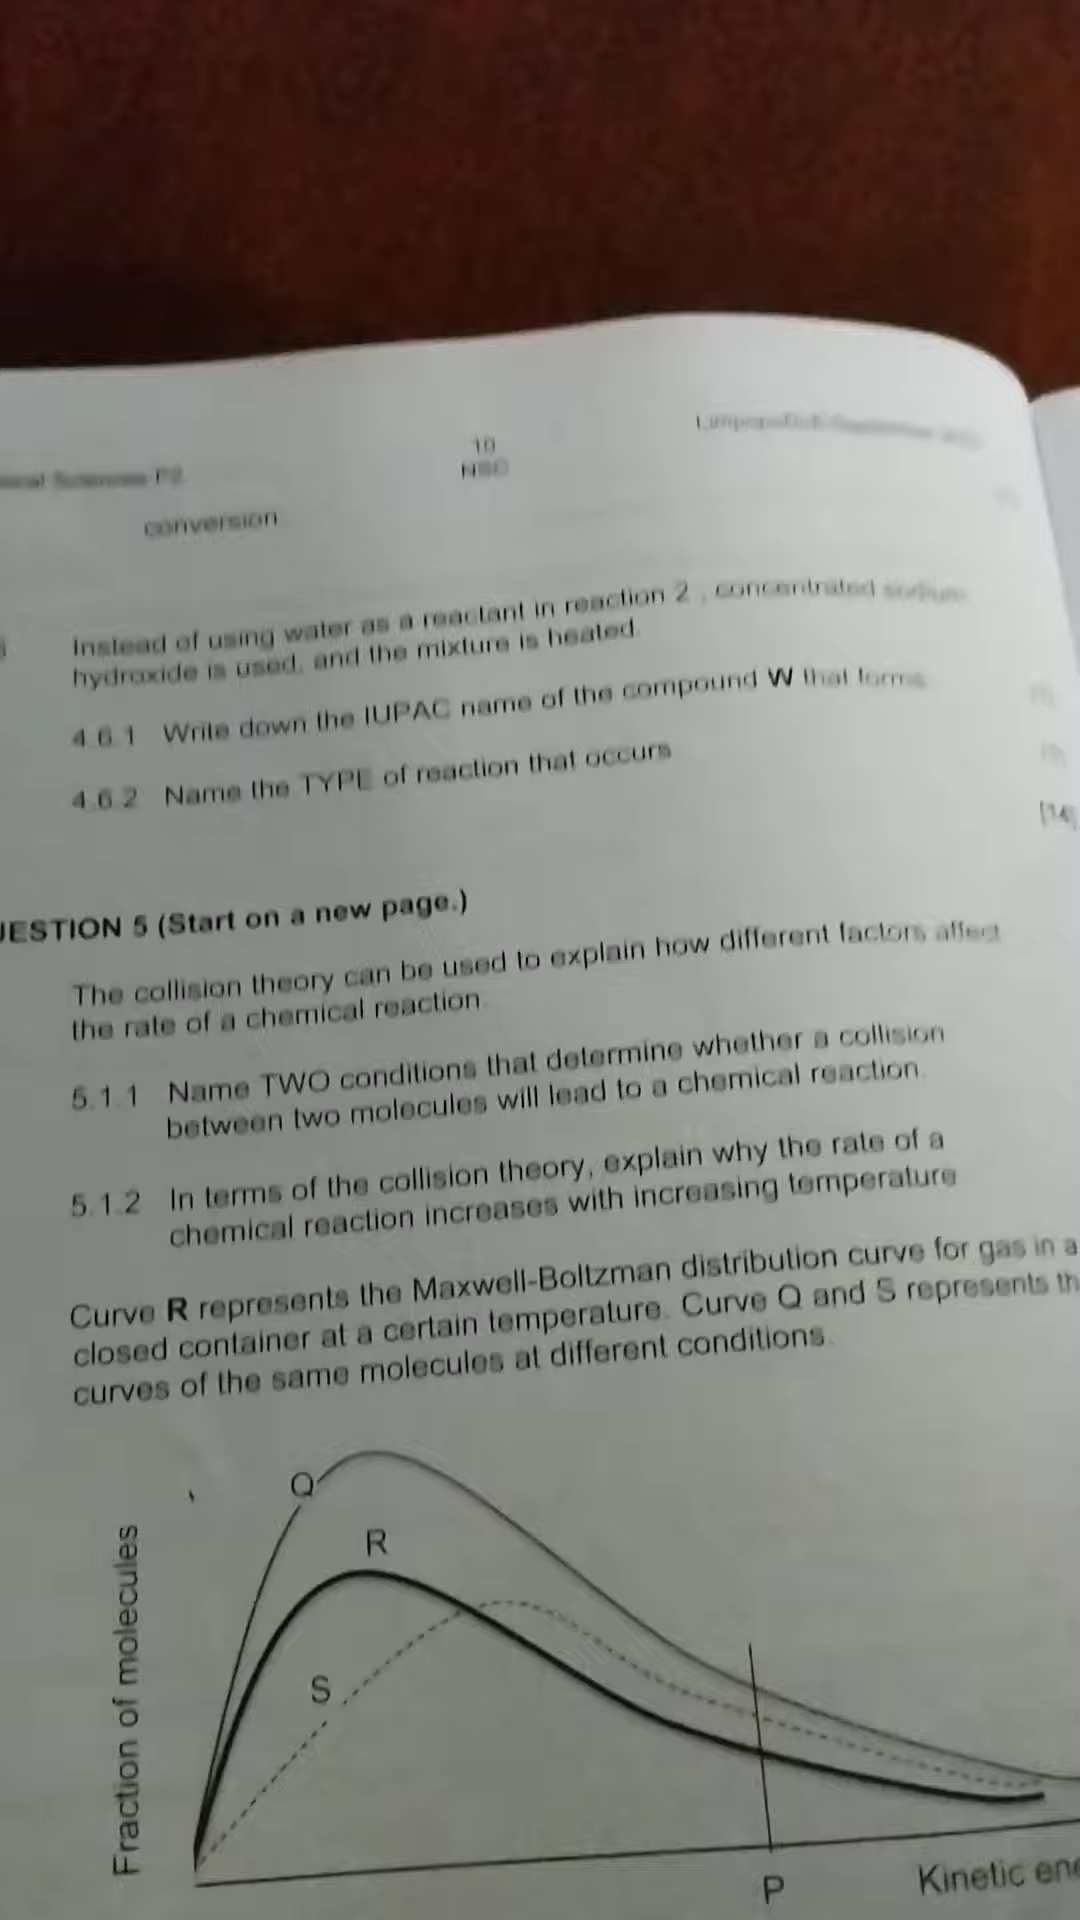 Sciences P2
10
NSC
conversion
Instead of using water as a reactant in reaction 2 , concentrated sodium
hydroxide is used, and the mixture is heated.
4.6.1 Write down the IUPAC name of the compound W that forms
4.6.2 Name the TYPE of reaction that occurs
[14]
UESTION 5 (Start on a new page.)
The collision theory can be used to explain how different factors affect
the rate of a chemical reaction.
5.1.1 Name TWO conditions that determine whether a collision
between two molecules will lead to a chemical reaction.
5.1.2 In terms of the collision theory, explain why the rate of a
chemical reaction increases with increasing temperature
Curve R represents the Maxwell-Boltzman distribution curve for gas in a
closed container at a certain temperature. Curve Q and S represents th
curves of the same molecules at different conditions.
Q
R
S
Fraction of molecules
P
Kinetic ene